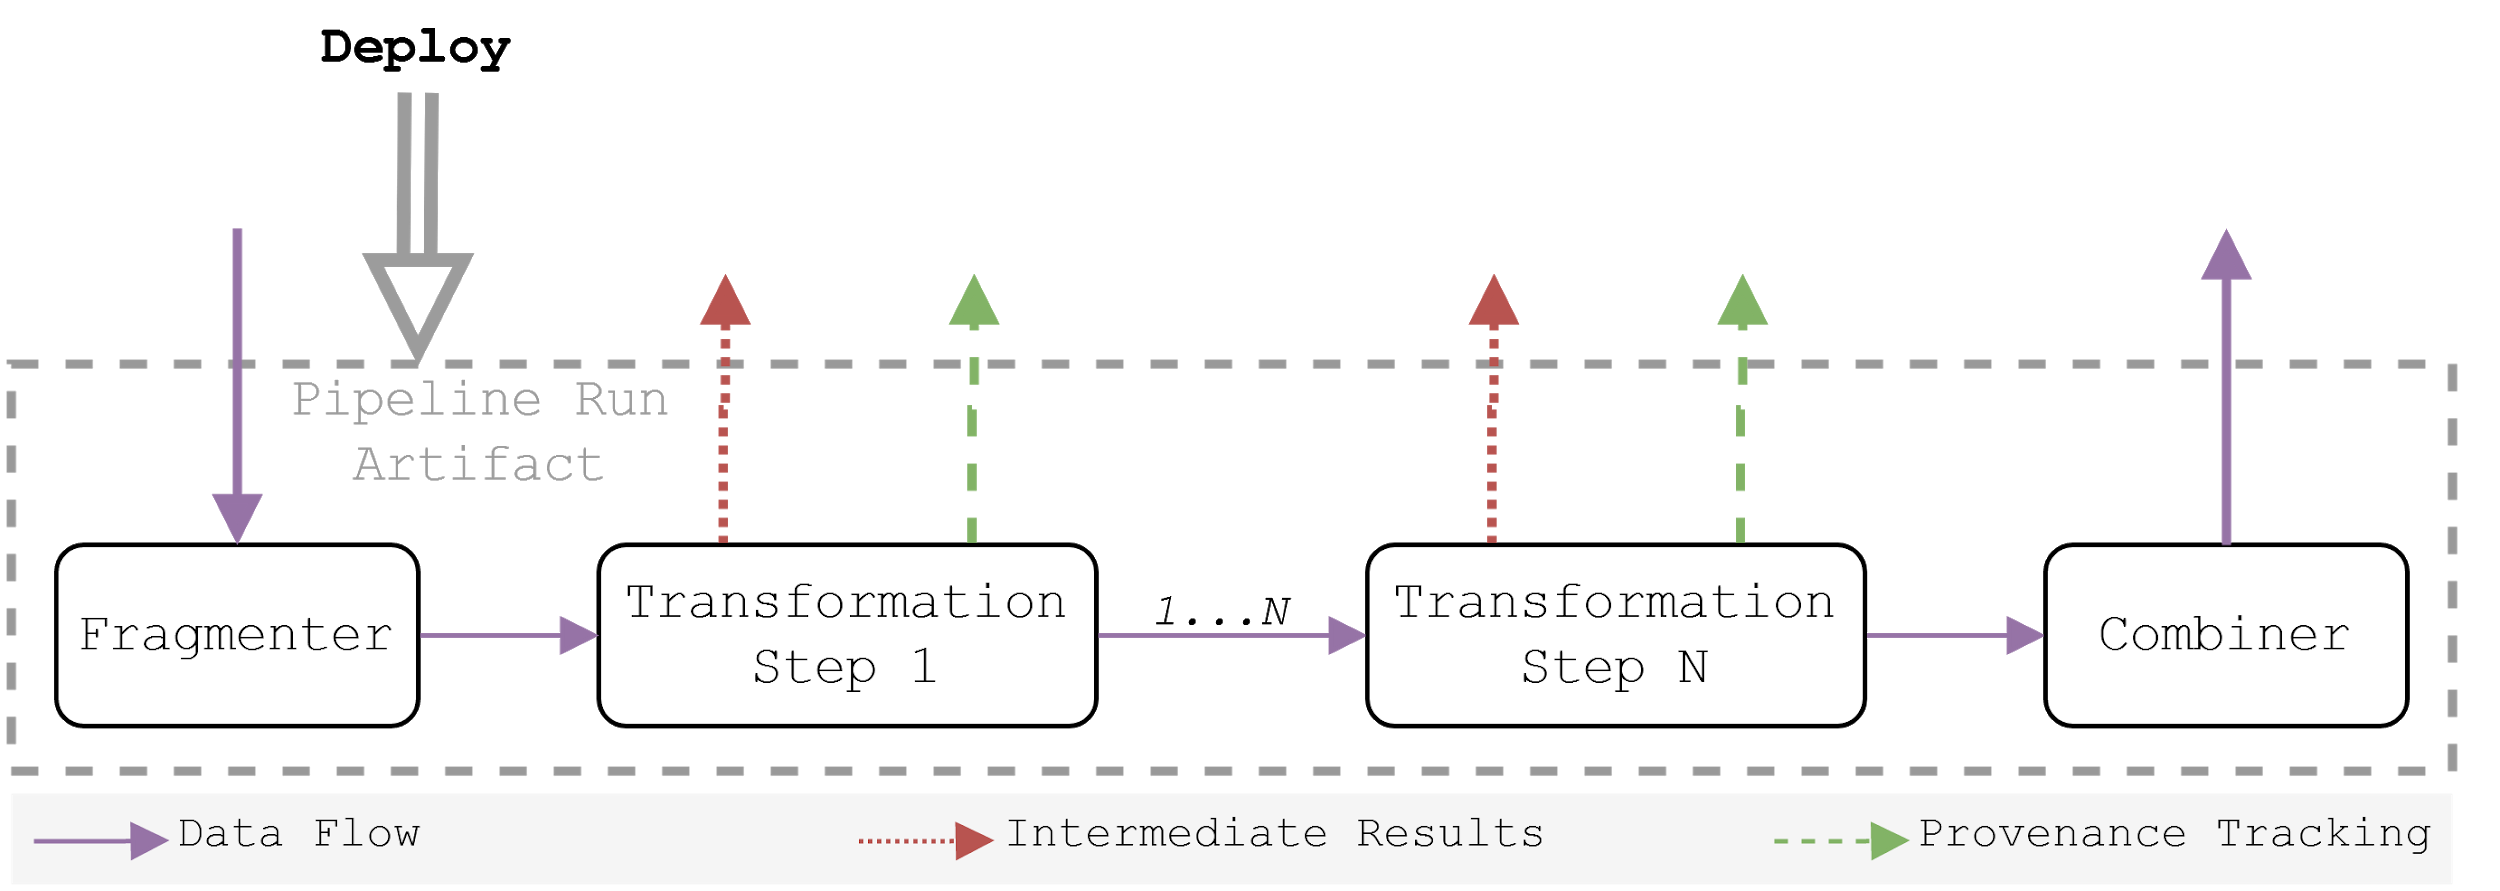 Deploy
Pipeline Run
Artifact
Fragmenter
Transformation
Step 1
1...N
Transformation
Step N
Combiner
Data Flow
Intermediate Results
Provenance Tracking